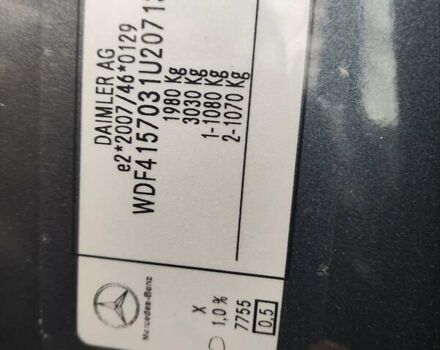 DAIMLER AG
e2*2007/46*0129
WDF4157031U2071
1980 Kg
3030 Kg
1-1080 Kg
2-1070 Kg
Mercedes-Benz
X
1,0%
7755
0,5